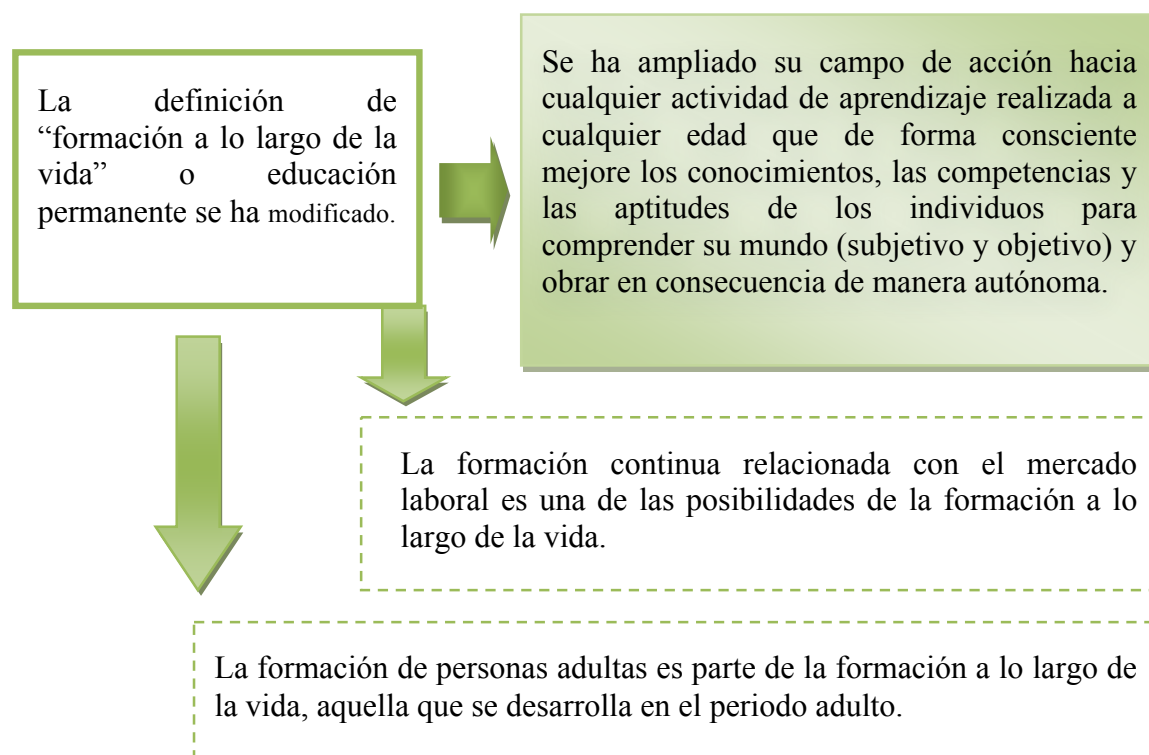 La definición de
“formación a lo largo de la
vida” o educación
permanente se ha modificado.
Se ha ampliado su campo de acción hacia
cualquier actividad de aprendizaje realizada a
cualquier edad que de forma consciente
mejore los conocimientos, las competencias y
las aptitudes de los individuos para
comprender su mundo (subjetivo y objetivo) y
obrar en consecuencia de manera autónoma.
La formación continua relacionada con el mercado
laboral es una de las posibilidades de la formación a lo
largo de la vida.
La formación de personas adultas es parte de la formación a lo largo de
la vida, aquella que se desarrolla en el periodo adulto.